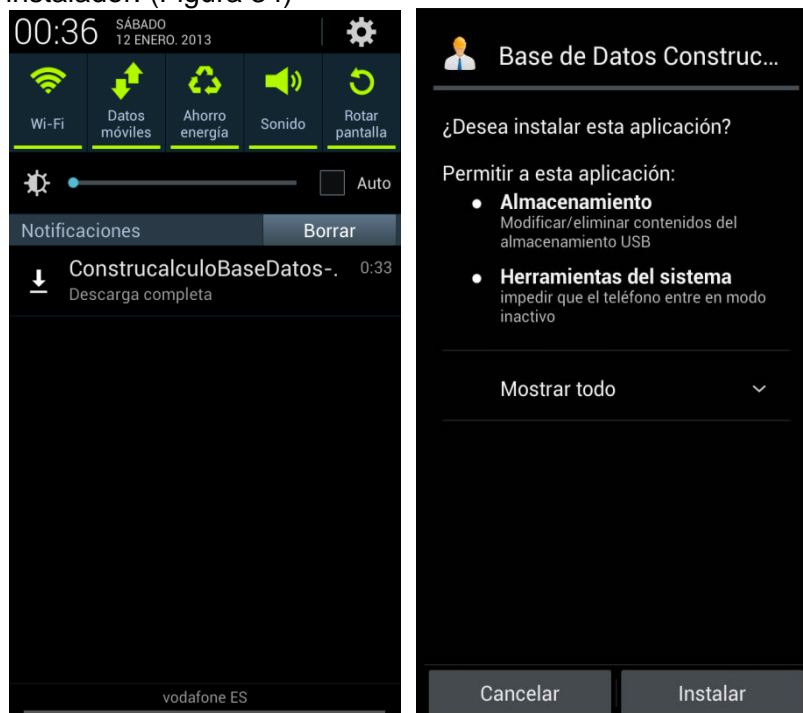 instalador. (Figura 34)
00:36 SÁBADO
12 ENERO. 2013
Wi-Fi
Datos
móviles
Ahorro
energía
Sonido
Rotar
pantalla
Auto
Notificaciones Borrar
ConstrucalculoBaseDatos-. 0:33
Descarga completa
vodafone ES
Base de Datos Construc...
¿Desea instalar esta aplicación?
Permitir a esta aplicación:
● Almacenamiento
Modificar/eliminar contenidos del
almacenamiento USB
● Herramientas del sistema
impedir que el teléfono entre en modo
inactivo
Mostrar todo
Cancelar Instalar